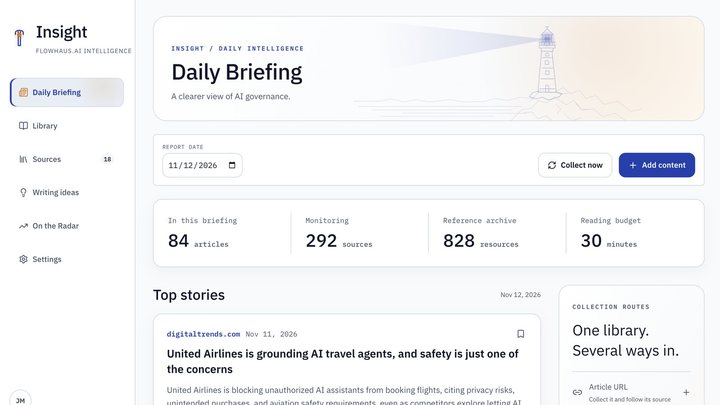 Insight
FLOWHAUS.AI INTELLIGENCE
Daily Briefing
Library
Sources
18
Writing ideas
On the Radar
Settings
JM
INSIGHT / DAILY INTELLIGENCE
Daily Briefing
A clearer view of AI governance.
REPORT DATE
11/12/2026
Collect now
+ Add content
In this briefing
84 articles
Monitoring
292 sources
Reference archive
828 resources
Reading budget
30 minutes
Top stories
Nov 12, 2026
digitaltrends.com Nov 11, 2026
United Airlines is grounding AI travel agents, and safety is just one of
the concerns
United Airlines is blocking unauthorized AI assistants from booking flights, citing privacy risks,
unintended purchases, and aviation safety requirements, even as competitors explore letting AI
COLLECTION ROUTES
One library.
Several ways in.
Article URL
Collect it and follow its source
+